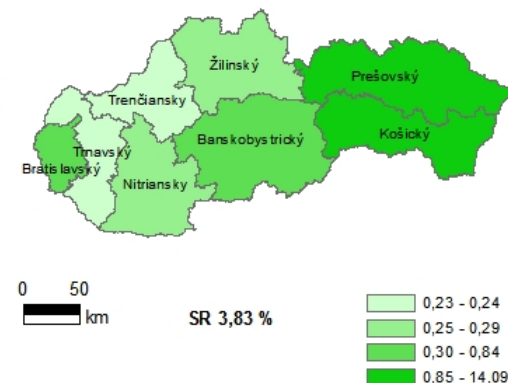 Žilinský
Prešovský
Trenčiansky
Košický
Banskobystrický
Trnavský
Bratislavský
Nitriansky
0 50
km
SR 3,83 %
0,23 - 0,24
0,25 - 0,29
0,30 - 0,84
0,85 - 14,09